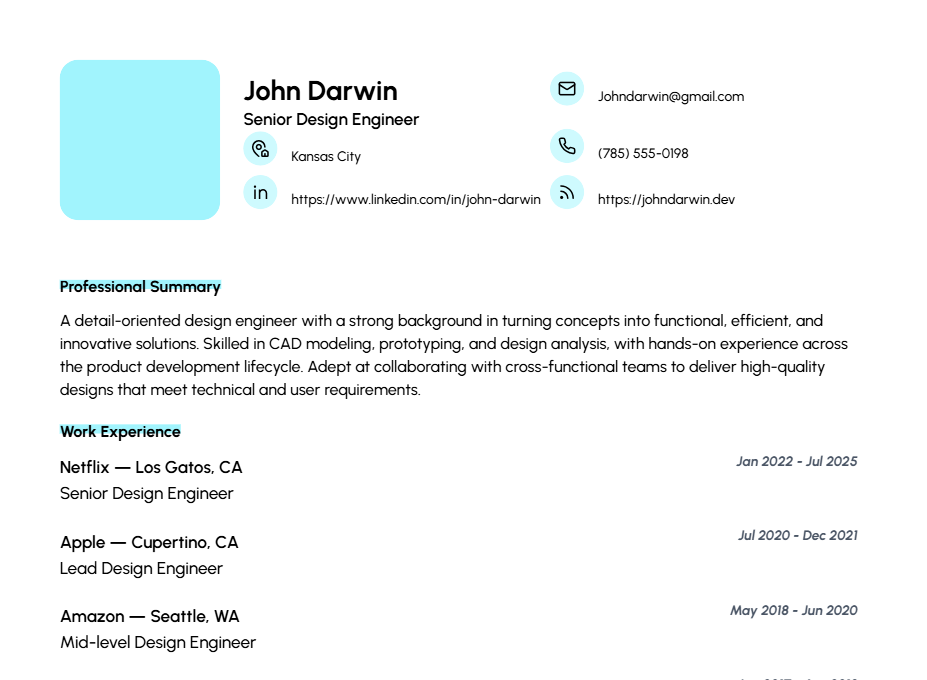 John Darwin
Senior Design Engineer
Kansas City
https://www.linkedin.com/in/john-darwin
Johndarwin@gmail.com
(785) 555-0198
https://johndarwin.dev
Professional Summary
A detail-oriented design engineer with a strong background in turning concepts into functional, efficient, and
innovative solutions. Skilled in CAD modeling, prototyping, and design analysis, with hands-on experience across
the product development lifecycle. Adept at collaborating with cross-functional teams to deliver high-quality
designs that meet technical and user requirements.
Work Experience
Netflix — Los Gatos, CA
Jan 2022 - Jul 2025
Senior Design Engineer
Apple — Cupertino, CA
Jul 2020 - Dec 2021
Lead Design Engineer
Amazon — Seattle, WA
May 2018 - Jun 2020
Mid-level Design Engineer